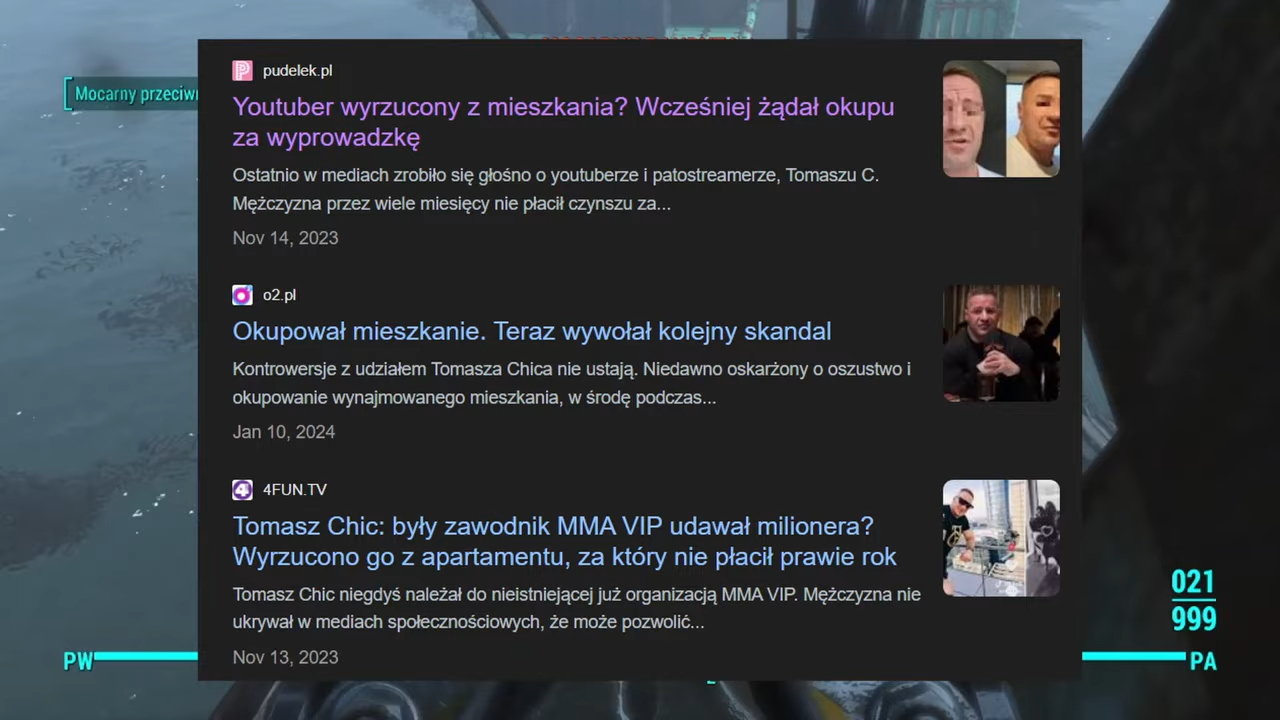 Mocarny przeciwn
pudelek.pl
Youtuber wyrzucony z mieszkania? Wcześniej żądał okupu
za wyprowadzkę
Ostatnio w mediach zrobiło się głośno o youtuberze i patostreamerze, Tomaszu C.
Mężczyzna przez wiele miesięcy nie płacił czynszu za...
Nov 14, 2023
o2.pl
Okupował mieszkanie. Teraz wywołał kolejny skandal
Kontrowersje z udziałem Tomasza Chica nie ustają. Niedawno oskarżony o oszustwo i
okupowanie wynajmowanego mieszkania, w środę podczas...
Jan 10, 2024
4FUN.TV
Tomasz Chic: były zawodnik MMA VIP udawał milionera?
Wyrzucono go z apartamentu, za który nie płacił prawie rok
Tomasz Chic niegdyś należał do nieistniejącej już organizacją MMA VIP. Mężczyzna nie
ukrywał w mediach społecznościowych, że może pozwolić...
Nov 13, 2023
021
999
PW
PA